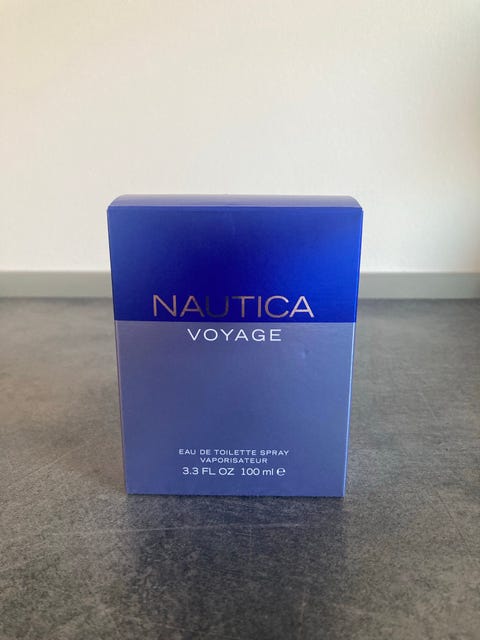 NAUTICA
VOYAGE
EAU DE TOILETTE SPRAY
VAPORISATEUR
3.3 FL OZ 100 ml ℮